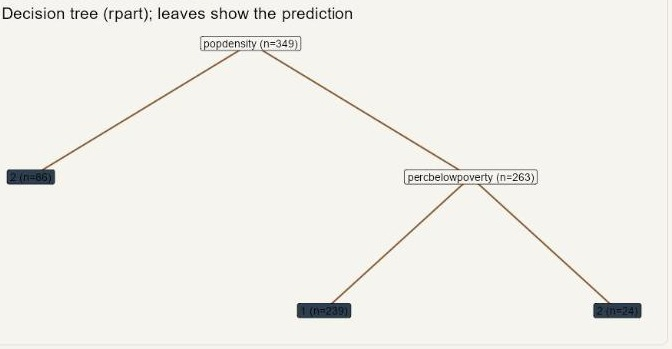 Decision tree (rpart); leaves show the prediction
popdensity (n=349)
2 (n=86)
percbelowpoverty (n=263)
1 (n=239)
2 (n=24)